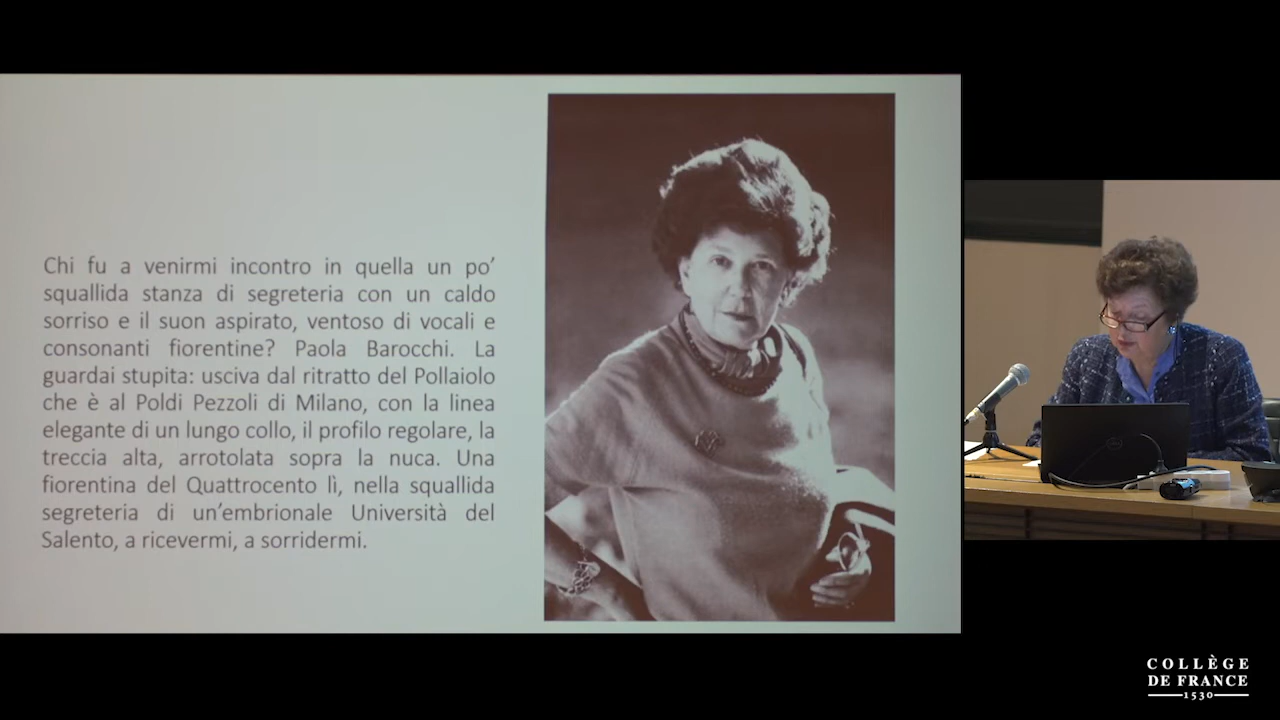 Chi fu a venirmi incontro in quella un po’
squallida stanza di segreteria con un caldo
sorriso e il suon aspirato, ventoso di vocali e
consonanti fiorentine? Paola Barocchi. La
guardai stupita: usciva dal ritratto del Pollaiolo
che è al Poldi Pezzoli di Milano, con la linea
elegante di un lungo collo, il profilo regolare, la
treccia alta, arrotolata sopra la nuca. Una
fiorentina del Quattrocento lì, nella squallida
segreteria di un’embrionale Università del
Salento, a ricevermi, a sorridermi.
COLLÈGE
DE FRANCE
1530